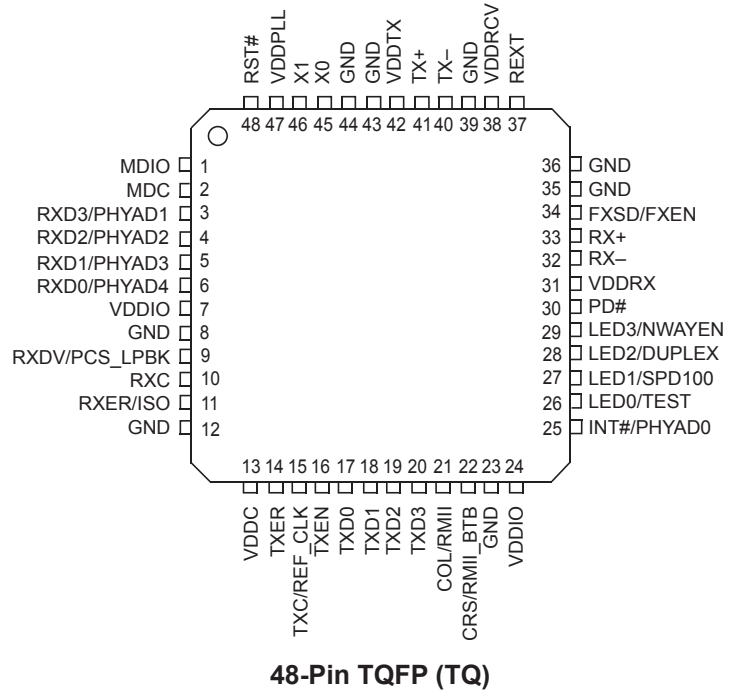 RST#
VDDPLL
X1
X0
GND
GND
VDDTX
TX+
TX–
GND
VDDRCV
REXT
48 47 46 45 44 43 42 41 40 39 38 37
MDIO 1
MDC 2
RXD3/PHYAD1 3
RXD2/PHYAD2 4
RXD1/PHYAD3 5
RXD0/PHYAD4 6
VDDIO 7
GND 8
RXDV/PCS_LPBK 9
RXC 10
RXER/ISO 11
GND 12
36 GND
35 GND
34 FXSD/FXEN
33 RX+
32 RX–
31 VDDRX
30 PD#
29 LED3/NWAYEN
28 LED2/DUPLEX
27 LED1/SPD100
26 LED0/TEST
25 INT#/PHYAD0
13 14 15 16 17 18 19 20 21 22 23 24
VDDC
TXER
TXC/REF_CLK
TXEN
TXD0
TXD1
TXD2
TXD3
COL/RMII
CRS/RMII_BTB
GND
VDDIO
48-Pin TQFP (TQ)